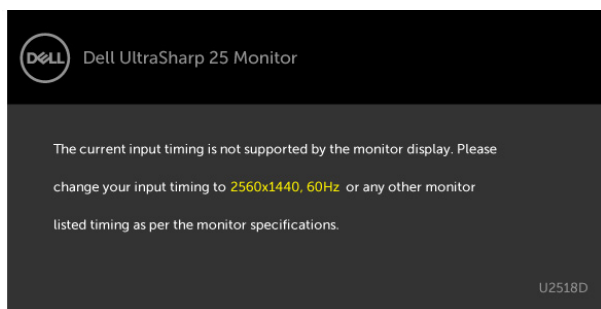 DELL Dell UltraSharp 25 Monitor
The current input timing is not supported by the monitor display. Please
change your input timing to 2560x1440, 60Hz or any other monitor
listed timing as per the monitor specifications.
U2518D